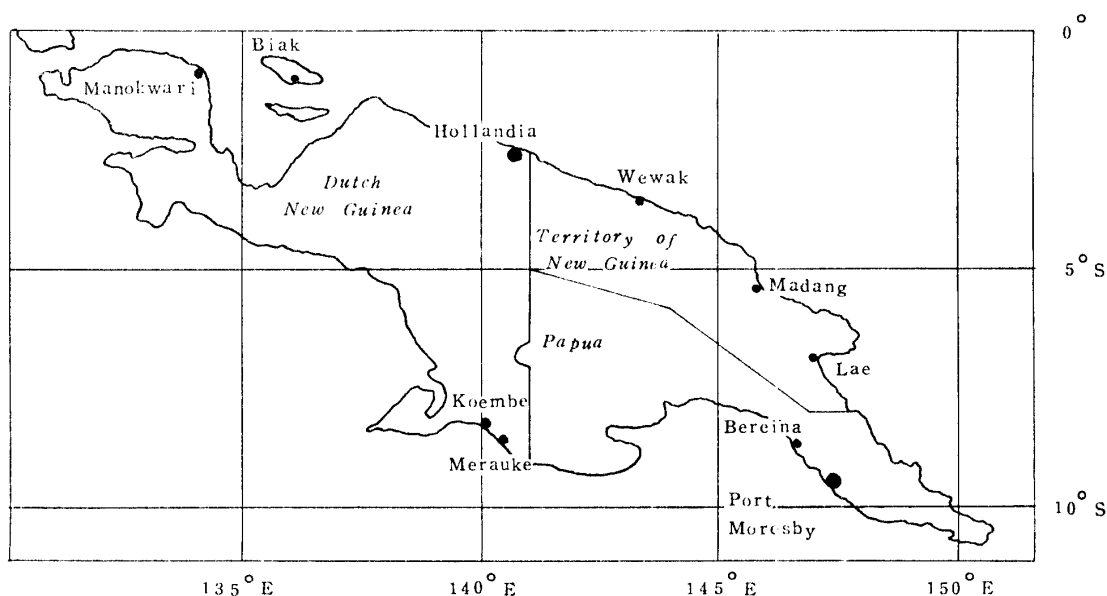 0°
Biak
Manokwari
Hollandia
Wewak
Dutch
New Guinea
Territory of
New Guinea
5° S
Madang
Papua
Lae
Koembe
Bereina
Merauke
Port
Moresby
10° S
135° E
140° E
145° E
150° E